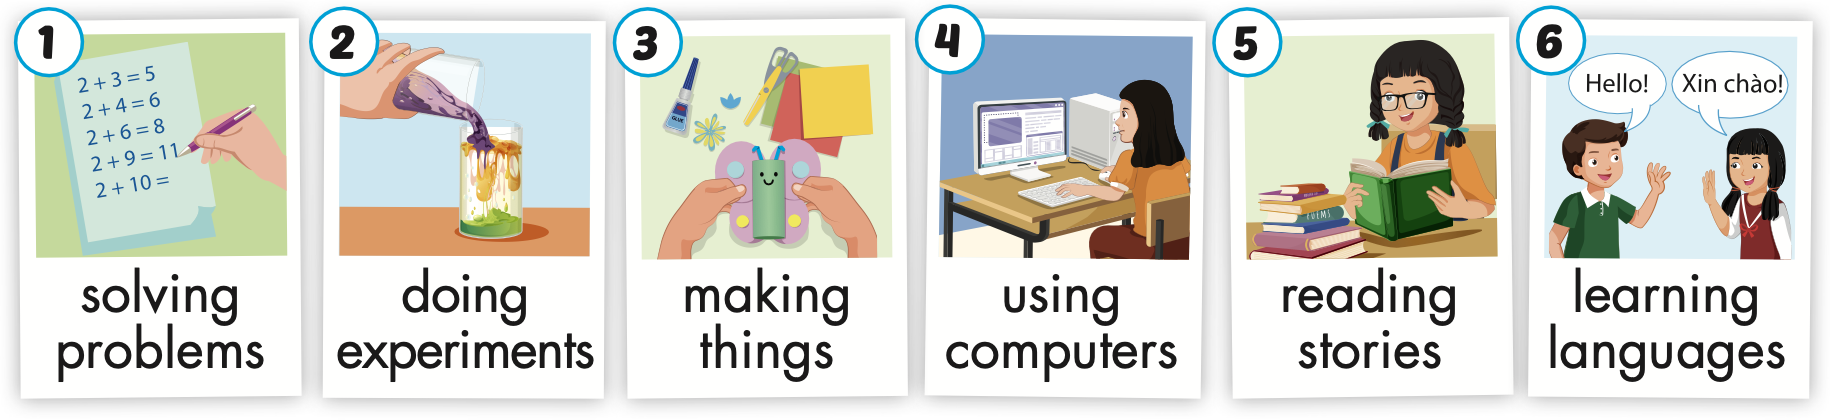 1
2 + 3 = 5
2 + 4 = 6
2 + 6 = 8
2 + 9 = 11
2 + 10 =
solving
problems
2
doing
experiments
3
GLUE
making
things
4
using
computers
5
POEMS
reading
stories
6
Hello!
Xin chào!
learning
languages